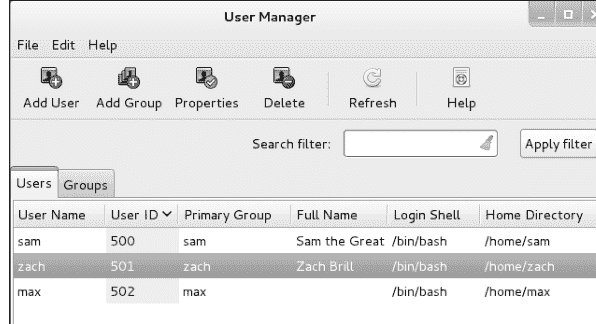 User Manager
File Edit Help
Add User Add Group Properties Delete Refresh Help
Search filter: Apply filter
Users Groups
User Name User ID Primary Group Full Name Login Shell Home Directory
sam 500 sam Sam the Great /bin/bash /home/sam
zach 501 zach Zach Brill /bin/bash /home/zach
max 502 max /bin/bash /home/max